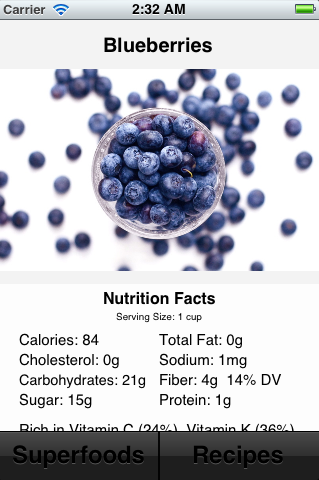 Carrier 2:32 AM
Blueberries
Nutrition Facts
Serving Size: 1 cup
Calories: 84 Total Fat: 0g
Cholesterol: 0g Sodium: 1mg
Carbohydrates: 21g Fiber: 4g 14% DV
Sugar: 15g Protein: 1g
Rich in Vitamin C (24%), Vitamin K (36%)
Superfoods Recipes